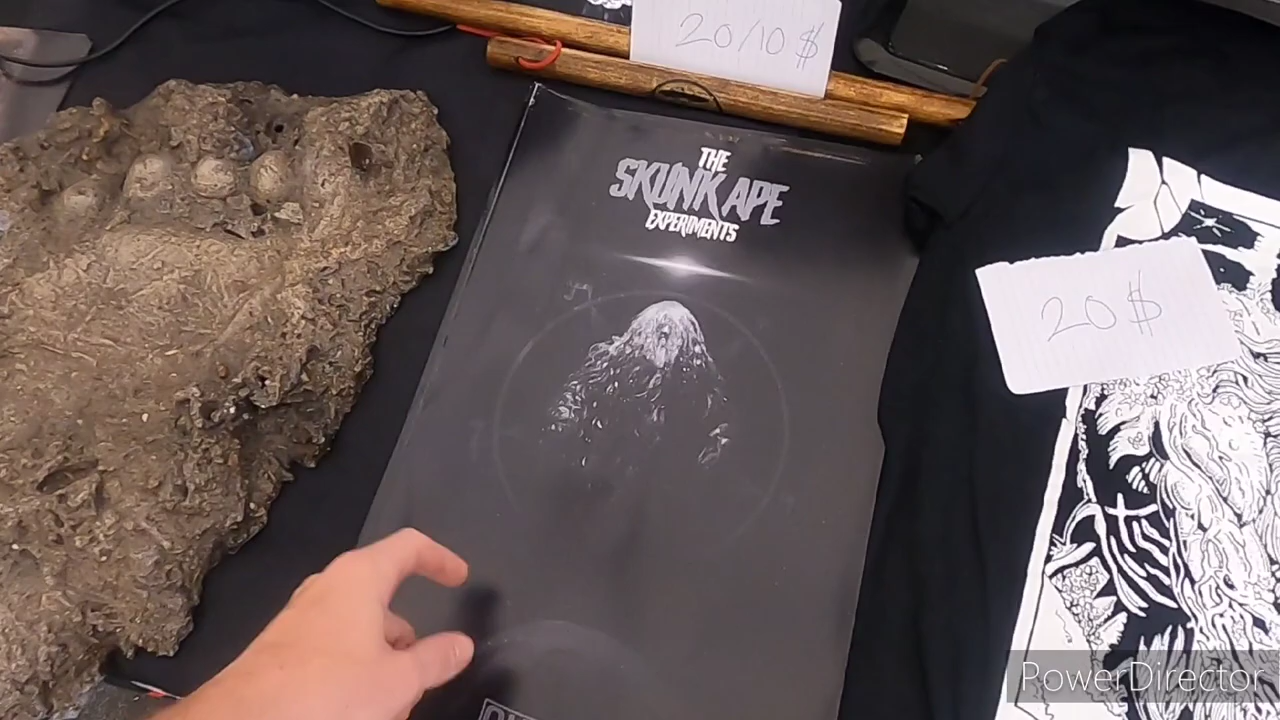 20/10 $
THE
SKUNK APE
EXPERIMENTS
20 $
PowerDirector